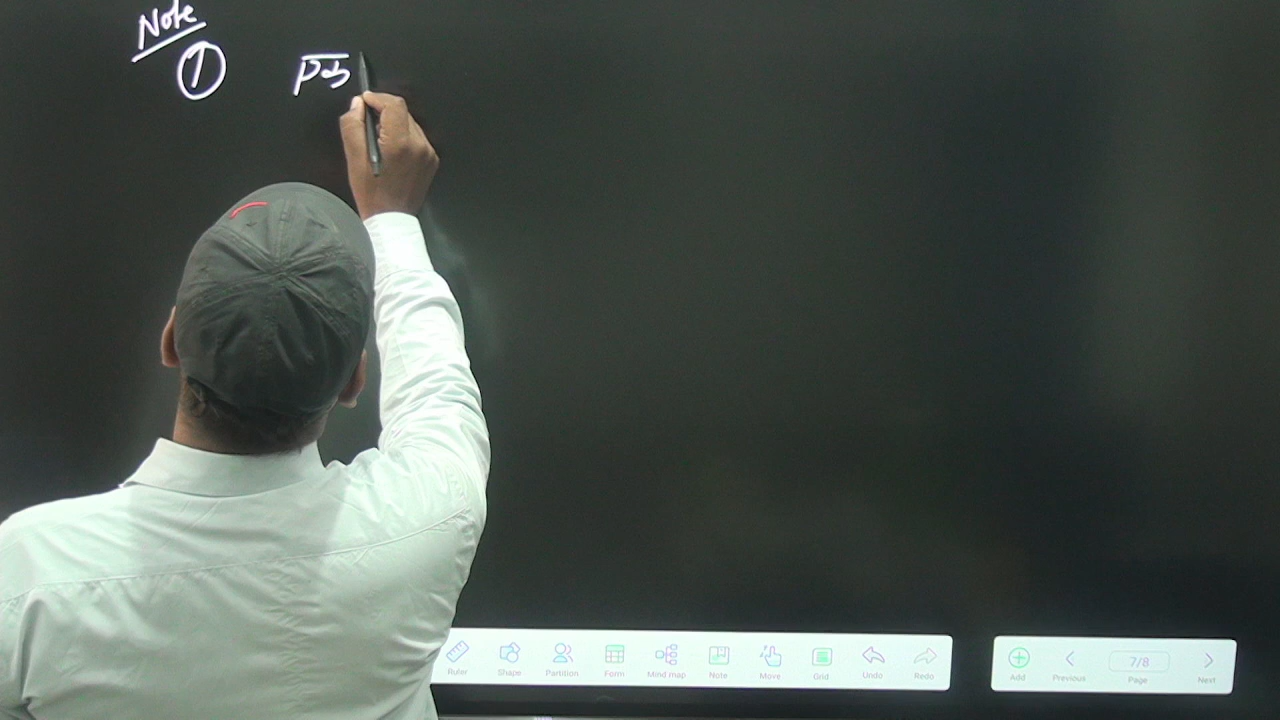 Note
①
Ruler Shape Partition Form Mind map Note Move Grid Undo Redo Add Previous 7/8 Page Next